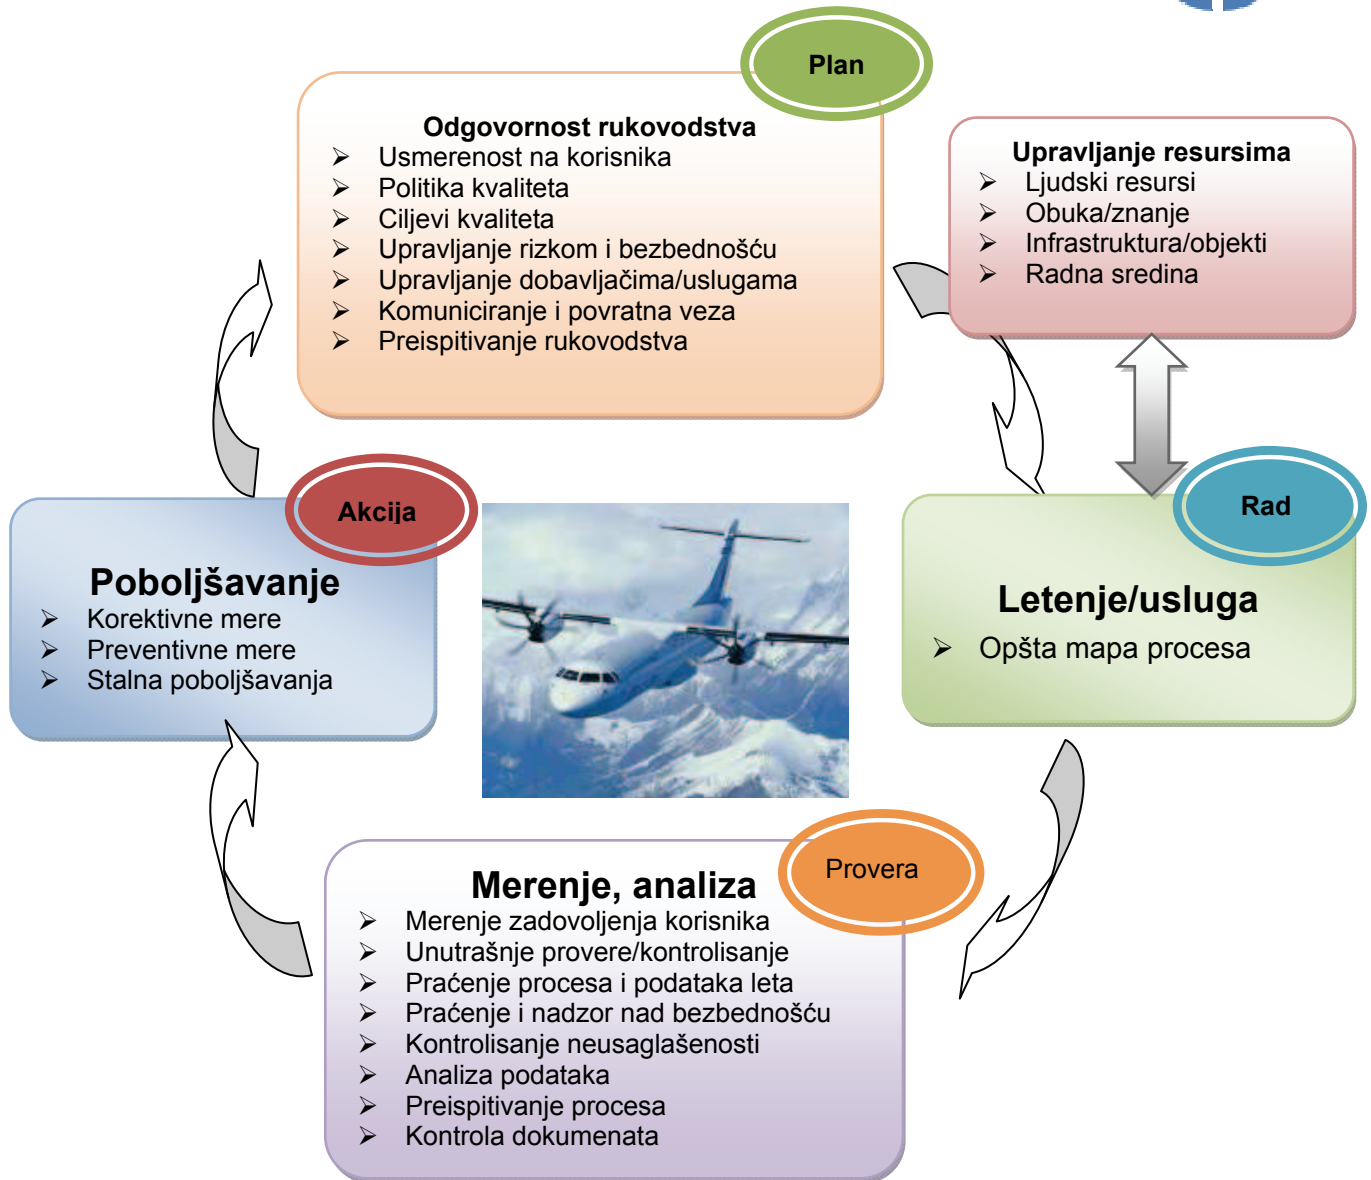 Plan
Odgovornost rukovodstva
➢ Usmerenost na korisnika
➢ Politika kvaliteta
➢ Ciljevi kvaliteta
➢ Upravljanje rizkom i bezbednošću
➢ Upravljanje dobavljačima/uslugama
➢ Komuniciranje i povratna veza
➢ Preispitivanje rukovodstva
Upravljanje resursima
➢ Ljudski resursi
➢ Obuka/znanje
➢ Infrastruktura/objekti
➢ Radna sredina
Rad
Letenje/usluga
➢ Opšta mapa procesa
Provera
Merenje, analiza
➢ Merenje zadovoljenja korisnika
➢ Unutrašnje provere/kontrolisanje
➢ Praćenje procesa i podataka leta
➢ Praćenje i nadzor nad bezbednošću
➢ Kontrolisanje neusaglašenosti
➢ Analiza podataka
➢ Preispitivanje procesa
➢ Kontrola dokumenata
Akcija
Poboljšavanje
➢ Korektivne mere
➢ Preventivne mere
➢ Stalna poboljšavanja